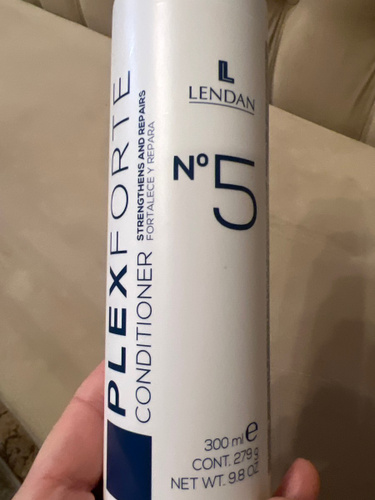 LENDAN
Nº5
PLEXFORTE
CONDITIONER
STRENGTHENS AND REPAIRS
FORTALECE Y REPARA
300 ml e
CONT. 279 g
NET WT. 9.8 OZ